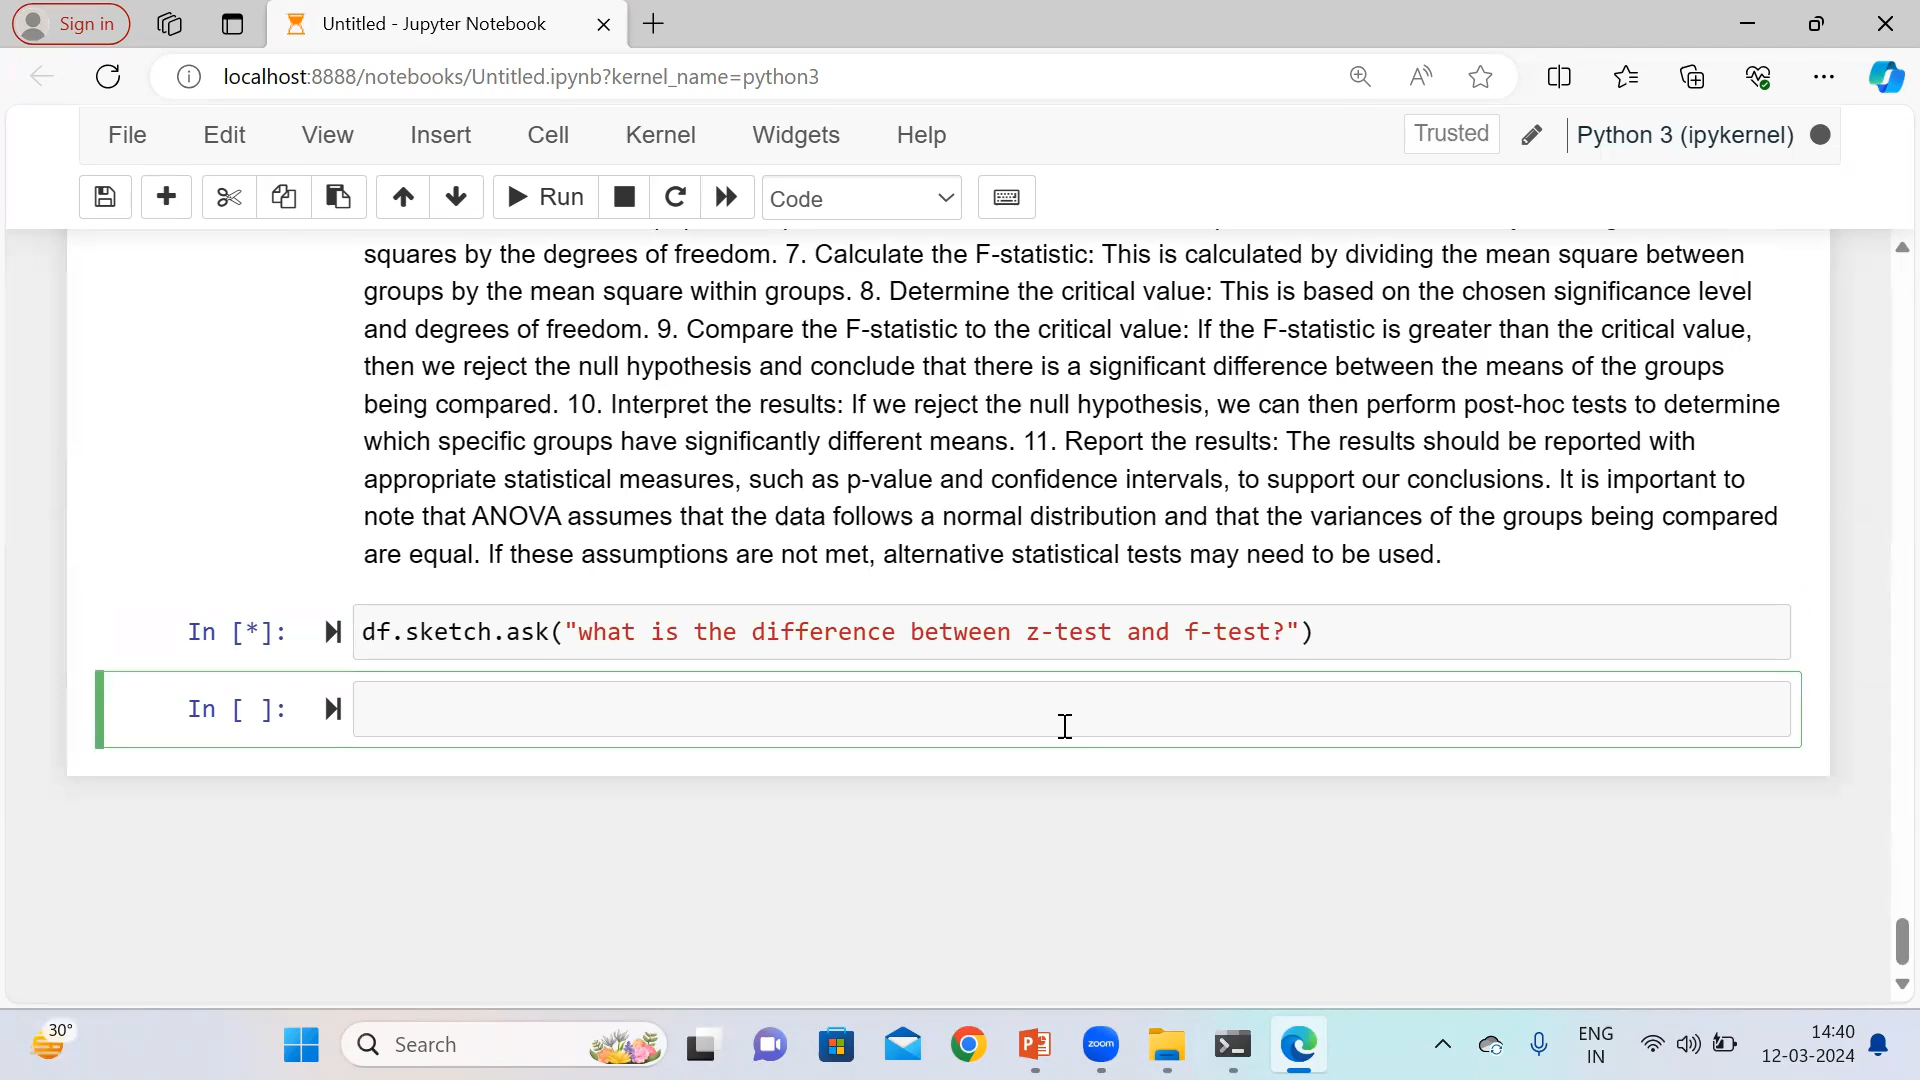 Sign in
Untitled - Jupyter Notebook
localhost:8888/notebooks/Untitled.ipynb?kernel_name=python3
File Edit View Insert Cell Kernel Widgets Help Trusted Python 3 (ipykernel)
Run Code
squares by the degrees of freedom. 7. Calculate the F-statistic: This is calculated by dividing the mean square between
groups by the mean square within groups. 8. Determine the critical value: This is based on the chosen significance level
and degrees of freedom. 9. Compare the F-statistic to the critical value: If the F-statistic is greater than the critical value,
then we reject the null hypothesis and conclude that there is a significant difference between the means of the groups
being compared. 10. Interpret the results: If we reject the null hypothesis, we can then perform post-hoc tests to determine
which specific groups have significantly different means. 11. Report the results: The results should be reported with
appropriate statistical measures, such as p-value and confidence intervals, to support our conclusions. It is important to
note that ANOVA assumes that the data follows a normal distribution and that the variances of the groups being compared
are equal. If these assumptions are not met, alternative statistical tests may need to be used.
In [*]: df.sketch.ask("what is the difference between z-test and f-test?")
In [ ]:
30°
Search
zoom
ENG
IN
14:40
12-03-2024